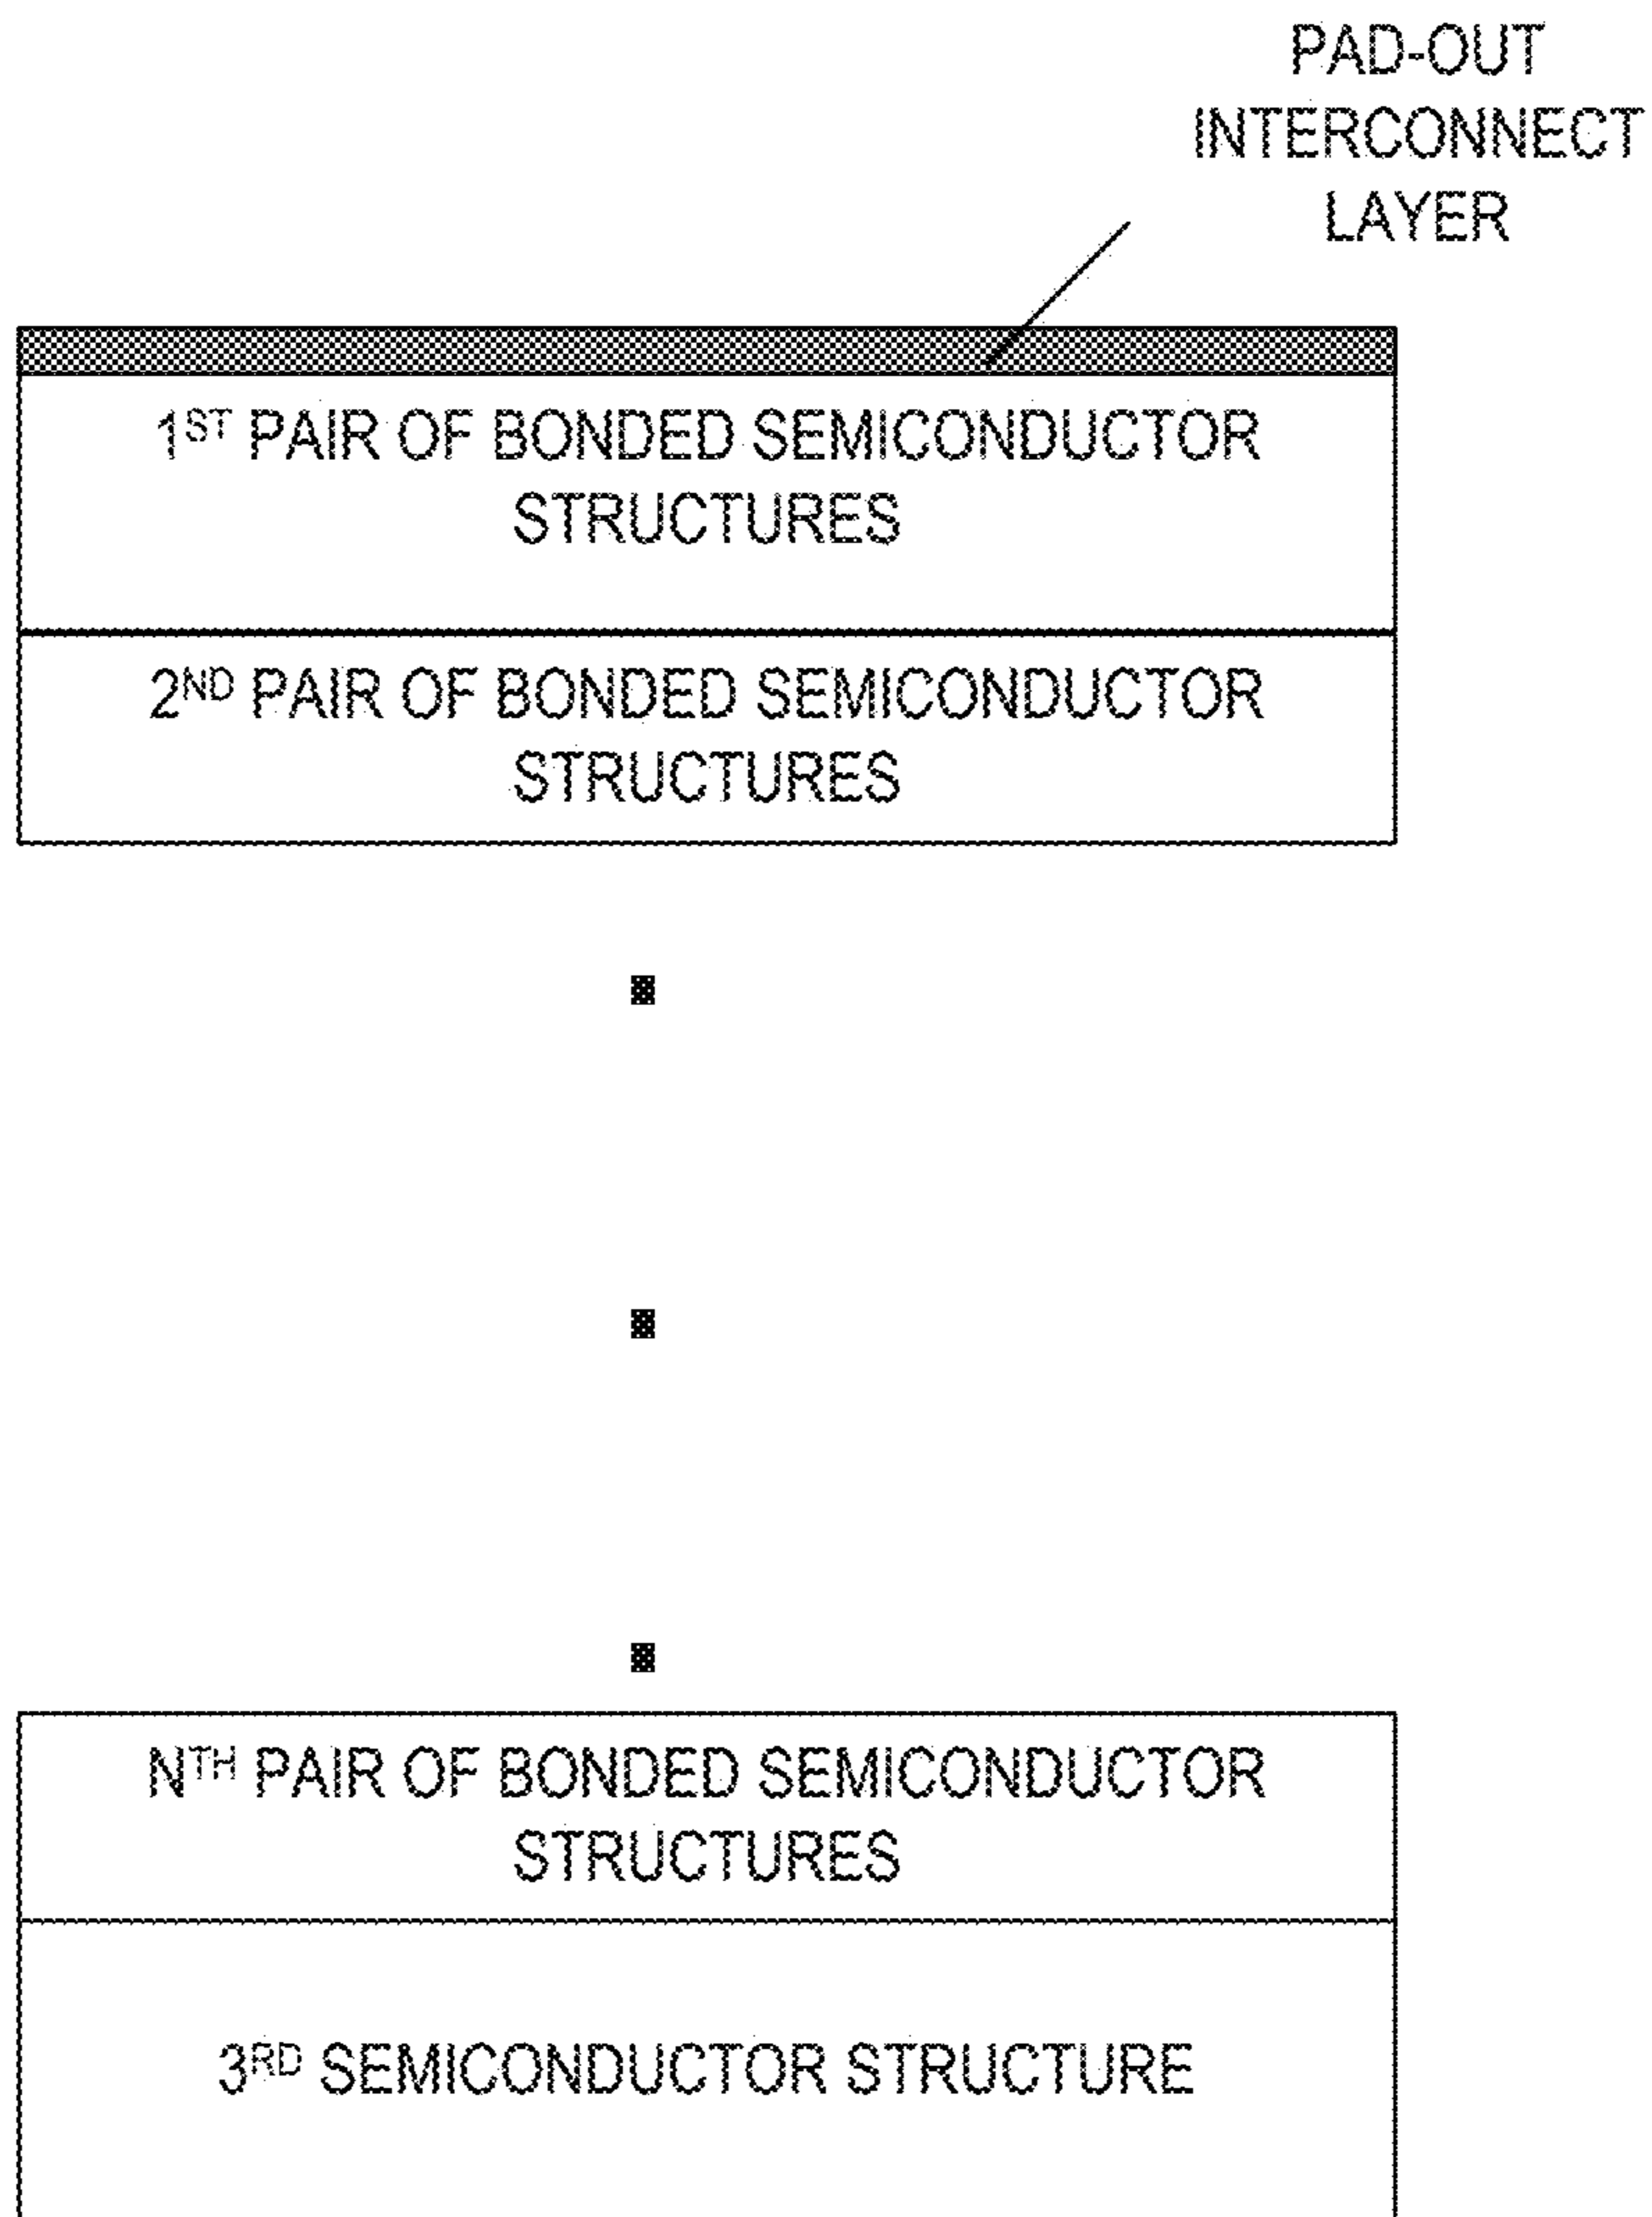 PAD-OUT
INTERCONNECT
LAYER
1ST PAIR OF BONDED SEMICONDUCTOR
STRUCTURES
2ND PAIR OF BONDED SEMICONDUCTOR
STRUCTURES
NTH PAIR OF BONDED SEMICONDUCTOR
STRUCTURES
3RD SEMICONDUCTOR STRUCTURE